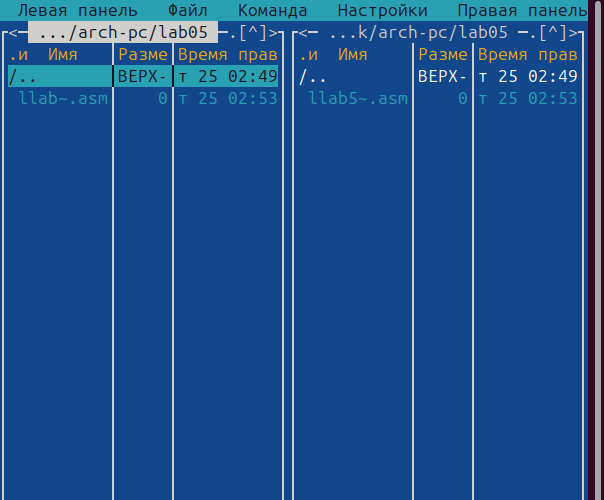 Левая панель Файл Команда Настройки Правая панель
<─ .../arch-pc/lab05 ─.[^]> <─ ...k/arch-pc/lab05 ─.[^]>
.и Имя Разме Время прав .и Имя Разме Время прав
/.. ВЕРХ- т 25 02:49 /.. ВЕРХ- т 25 02:49
llab~.asm 0 т 25 02:53 llab5~.asm 0 т 25 02:53